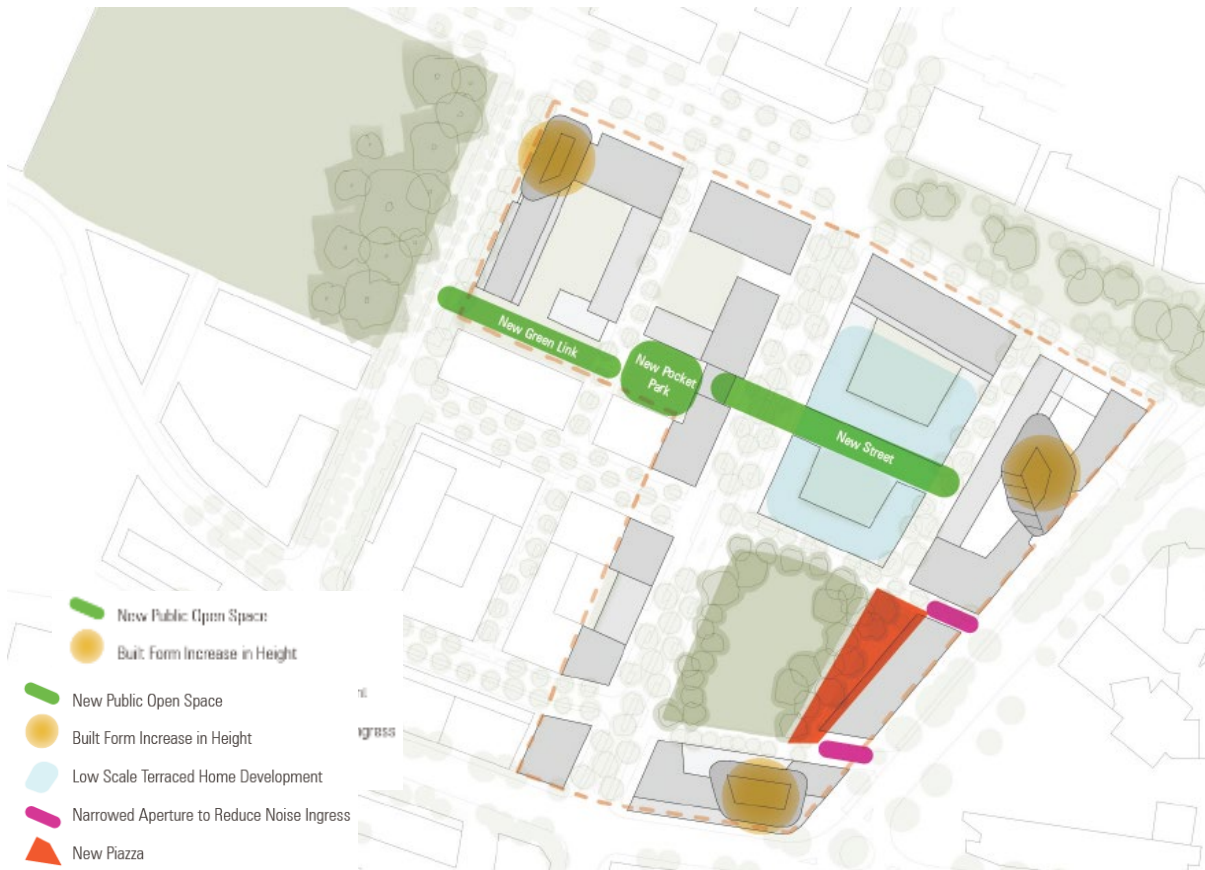 New Green Link
New Pocket
Park
New Street
New Public Open Space
Built Form Increase in Height
New Public Open Space
Built Form Increase in Height
Low Scale Terraced Home Development
Narrowed Aperture to Reduce Noise Ingress
New Piazza